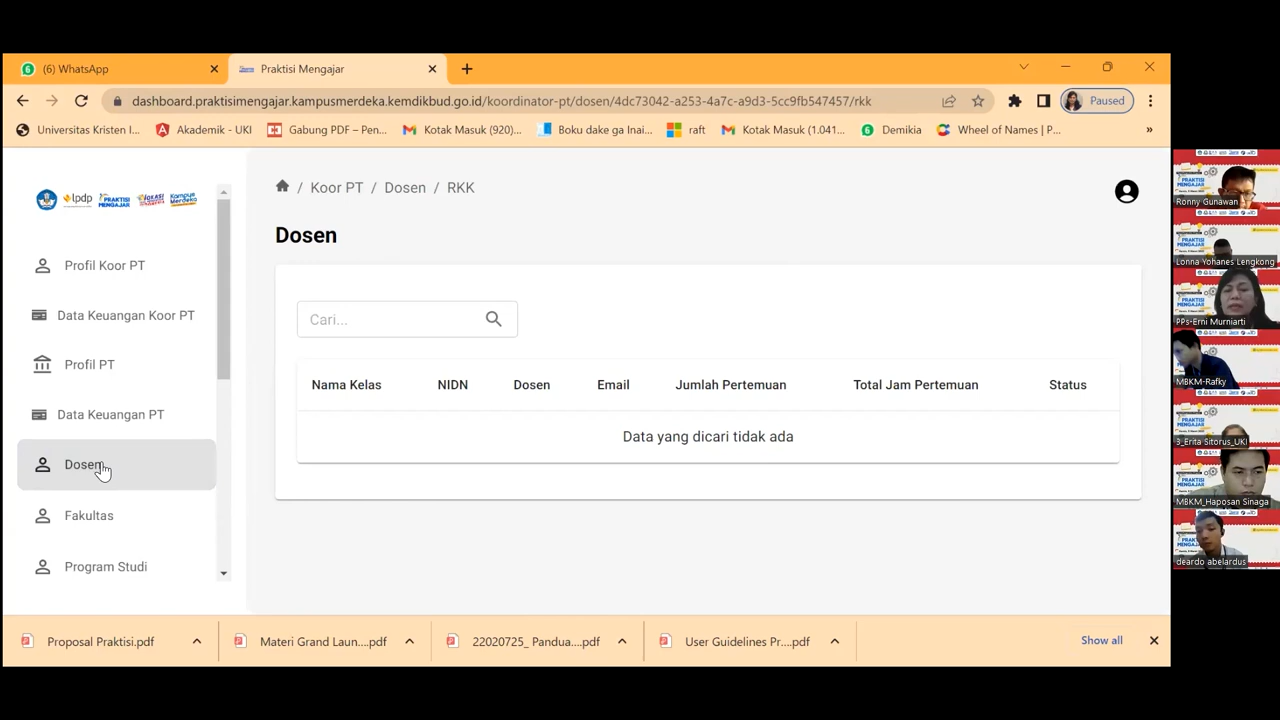 (6) WhatsApp
Praktisi Mengajar
dashboard.praktisimengajar.kampusmerdeka.kemdikbud.go.id/koordinator-pt/dosen/4dc73042-a253-4a7c-a9d3-5cc9fb547457/rkk
Paused
Universitas Kristen I...
Akademik - UKI
Gabung PDF – Pen...
Kotak Masuk (920)...
Boku dake ga Inai...
raft
Kotak Masuk (1.041...
Demikia
Wheel of Names | P...
»
lpdp
PRAKTISI MENGAJAR
Kampus Merdeka
/ Koor PT / Dosen / RKK
Dosen
Profil Koor PT
Data Keuangan Koor PT
Profil PT
Data Keuangan PT
Dosen
Fakultas
Program Studi
Cari...
Nama Kelas NIDN Dosen Email Jumlah Pertemuan Total Jam Pertemuan Status
Data yang dicari tidak ada
Ronny Gunawan
Lonna Yohanes Lengkong
PPs-Erni Murniarti
MBKM-Rafky
3_Erita Sitorus_UKI
MBKM_Haposan Sinaga
deardo abelardus
Proposal Praktisi.pdf
Materi Grand Laun....pdf
22020725_ Pandua....pdf
User Guidelines Pr....pdf
Show all